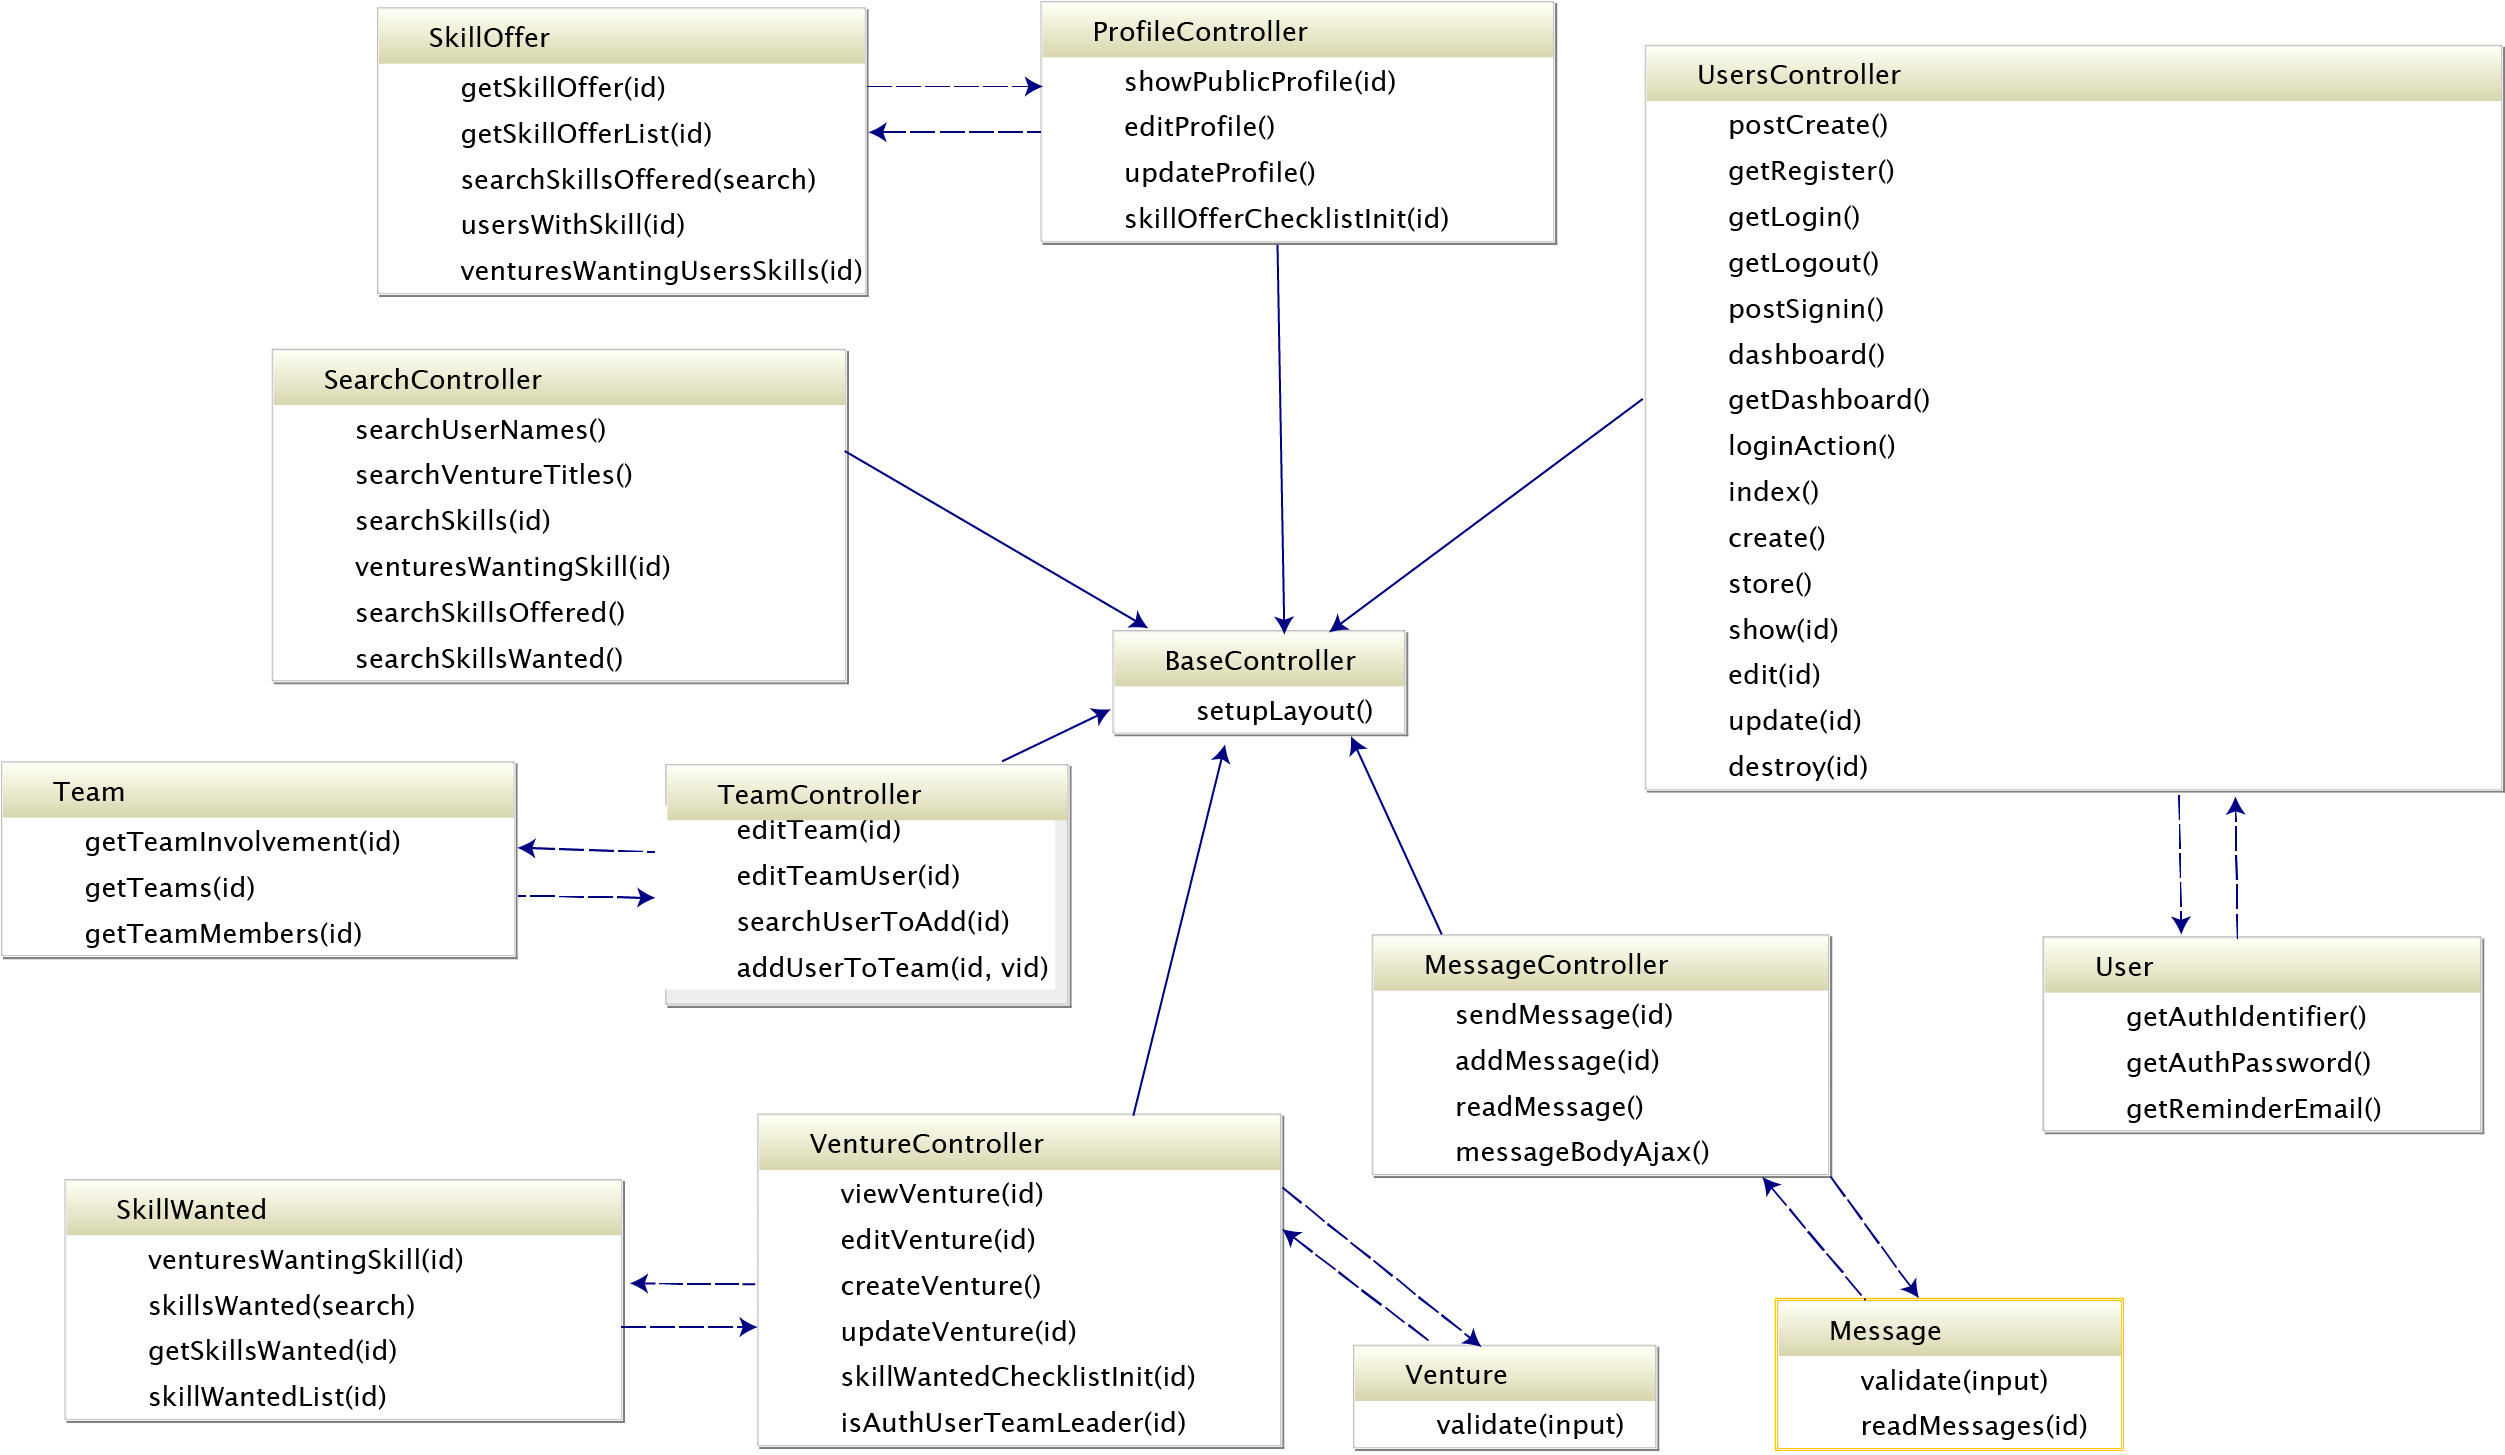 SkillOffer
getSkillOffer(id)
getSkillOfferList(id)
searchSkillsOffered(search)
usersWithSkill(id)
venturesWantingUsersSkills(id)
ProfileController
showPublicProfile(id)
editProfile()
updateProfile()
skillOfferChecklistInit(id)
UsersController
postCreate()
getRegister()
getLogin()
getLogout()
postSignin()
dashboard()
getDashboard()
loginAction()
index()
create()
store()
show(id)
edit(id)
update(id)
destroy(id)
SearchController
searchUserNames()
searchVentureTitles()
searchSkills(id)
venturesWantingSkill(id)
searchSkillsOffered()
searchSkillsWanted()
BaseController
setupLayout()
Team
getTeamInvolvement(id)
getTeams(id)
getTeamMembers(id)
TeamController
editTeam(id)
editTeamUser(id)
searchUserToAdd(id)
addUserToTeam(id, vid)
MessageController
sendMessage(id)
addMessage(id)
readMessage()
messageBodyAjax()
User
getAuthIdentifier()
getAuthPassword()
getReminderEmail()
SkillWanted
venturesWantingSkill(id)
skillsWanted(search)
getSkillsWanted(id)
skillWantedList(id)
VentureController
viewVenture(id)
editVenture(id)
createVenture()
updateVenture(id)
skillWantedChecklistInit(id)
isAuthUserTeamLeader(id)
Venture
validate(input)
Message
validate(input)
readMessages(id)